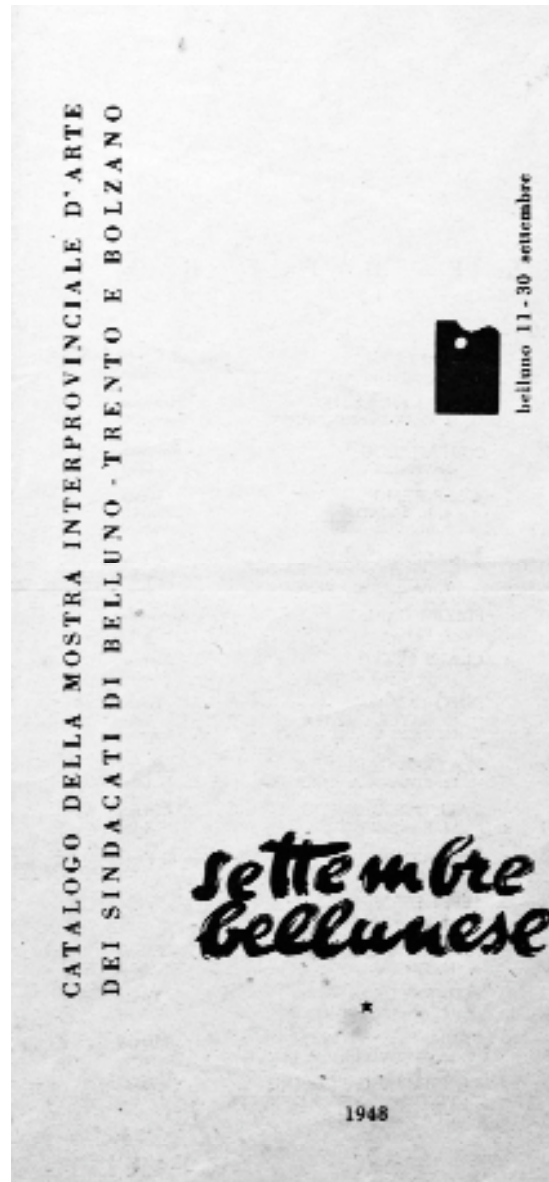 CATALOGO DELLA MOSTRA INTERPROVINCIALE D'ARTE
DEI SINDACATI DI BELLUNO - TRENTO E BOLZANO
belluno 11 - 30 settembre
settembre
bellunese
1948